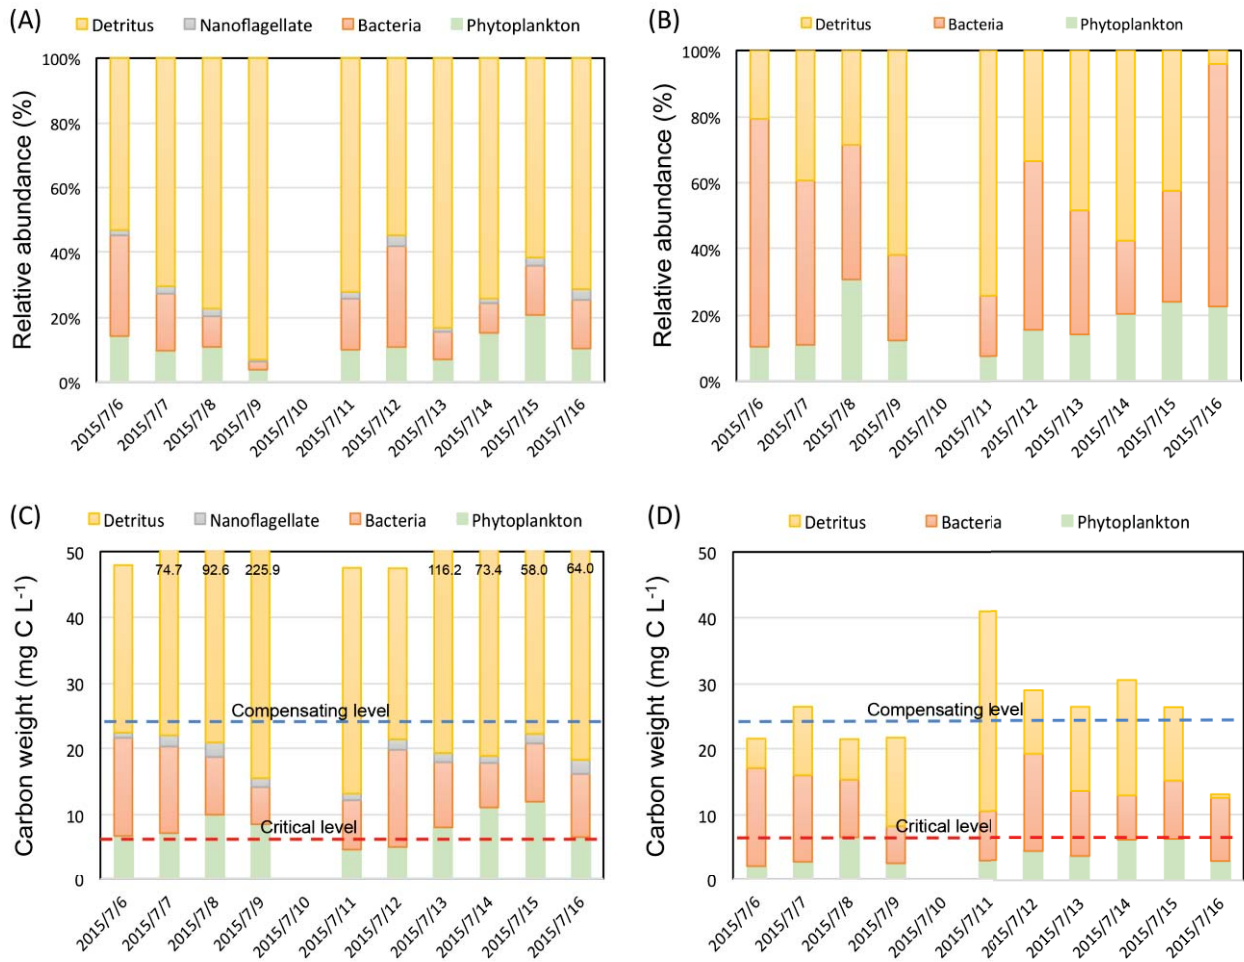 (A)
Detritus Nanoflagellate Bacteria Phytoplankton
Relative abundance (%)
100%
80%
60%
40%
20%
0%
2015/7/6 2015/7/7 2015/7/8 2015/7/9 2015/7/10 2015/7/11 2015/7/12 2015/7/13 2015/7/14 2015/7/15 2015/7/16
(B)
Detritus Bacteria Phytoplankton
Relative abundance (%)
100%
80%
60%
40%
20%
0%
2015/7/6 2015/7/7 2015/7/8 2015/7/9 2015/7/10 2015/7/11 2015/7/12 2015/7/13 2015/7/14 2015/7/15 2015/7/16
(C)
Detritus Nanoflagellate Bacteria Phytoplankton
Carbon weight (mg C L⁻¹)
50
40
30
20
10
0
74.7 92.6 225.9 116.2 73.4 58.0 64.0
Compensating level
Critical level
2015/7/6 2015/7/7 2015/7/8 2015/7/9 2015/7/10 2015/7/11 2015/7/12 2015/7/13 2015/7/14 2015/7/15 2015/7/16
(D)
Detritus Bacteria Phytoplankton
Carbon weight (mg C L⁻¹)
50
40
30
20
10
0
Compensating level
Critical level
2015/7/6 2015/7/7 2015/7/8 2015/7/9 2015/7/10 2015/7/11 2015/7/12 2015/7/13 2015/7/14 2015/7/15 2015/7/16